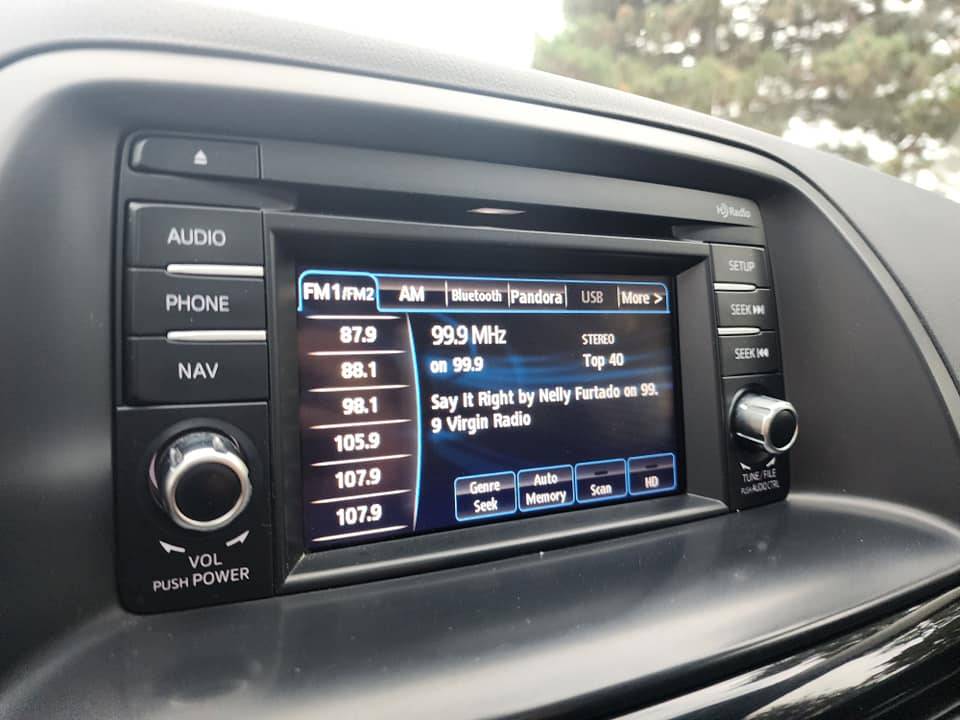 HD Radio
AUDIO
PHONE
NAV
VOL
PUSH POWER
FM1/FM2 AM Bluetooth Pandora USB More >
87.9
88.1
98.1
105.9
107.9
107.9
99.9 MHz STEREO
on 99.9 Top 40
Say It Right by Nelly Furtado on 99.
9 Virgin Radio
Genre
Seek
Auto
Memory
Scan
HD
SETUP
SEEK
SEEK
TUNE/FILE
PUSH AUDIO CTRL